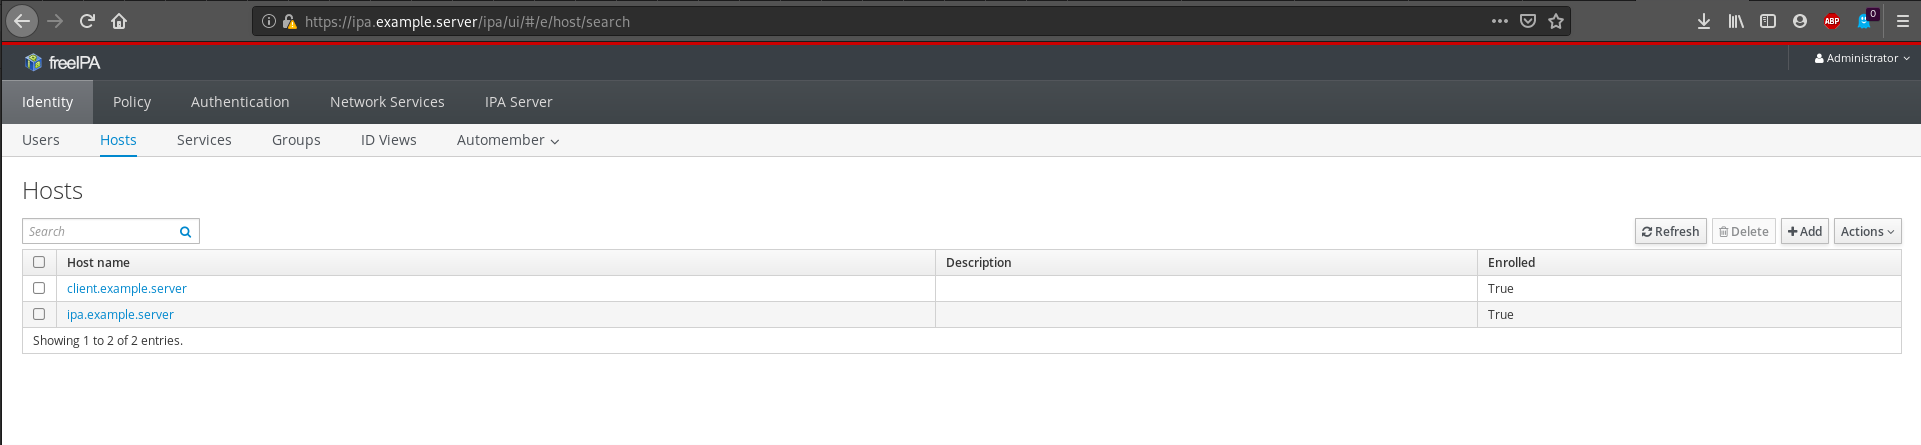 https://ipa.example.server/ipa/ui/#/e/host/search
ABP
0
freeIPA
Administrator
Identity Policy Authentication Network Services IPA Server
Users Hosts Services Groups ID Views Automember
Hosts
Search
Refresh Delete Add Actions
Host name Description Enrolled
client.example.server True
ipa.example.server True
Showing 1 to 2 of 2 entries.